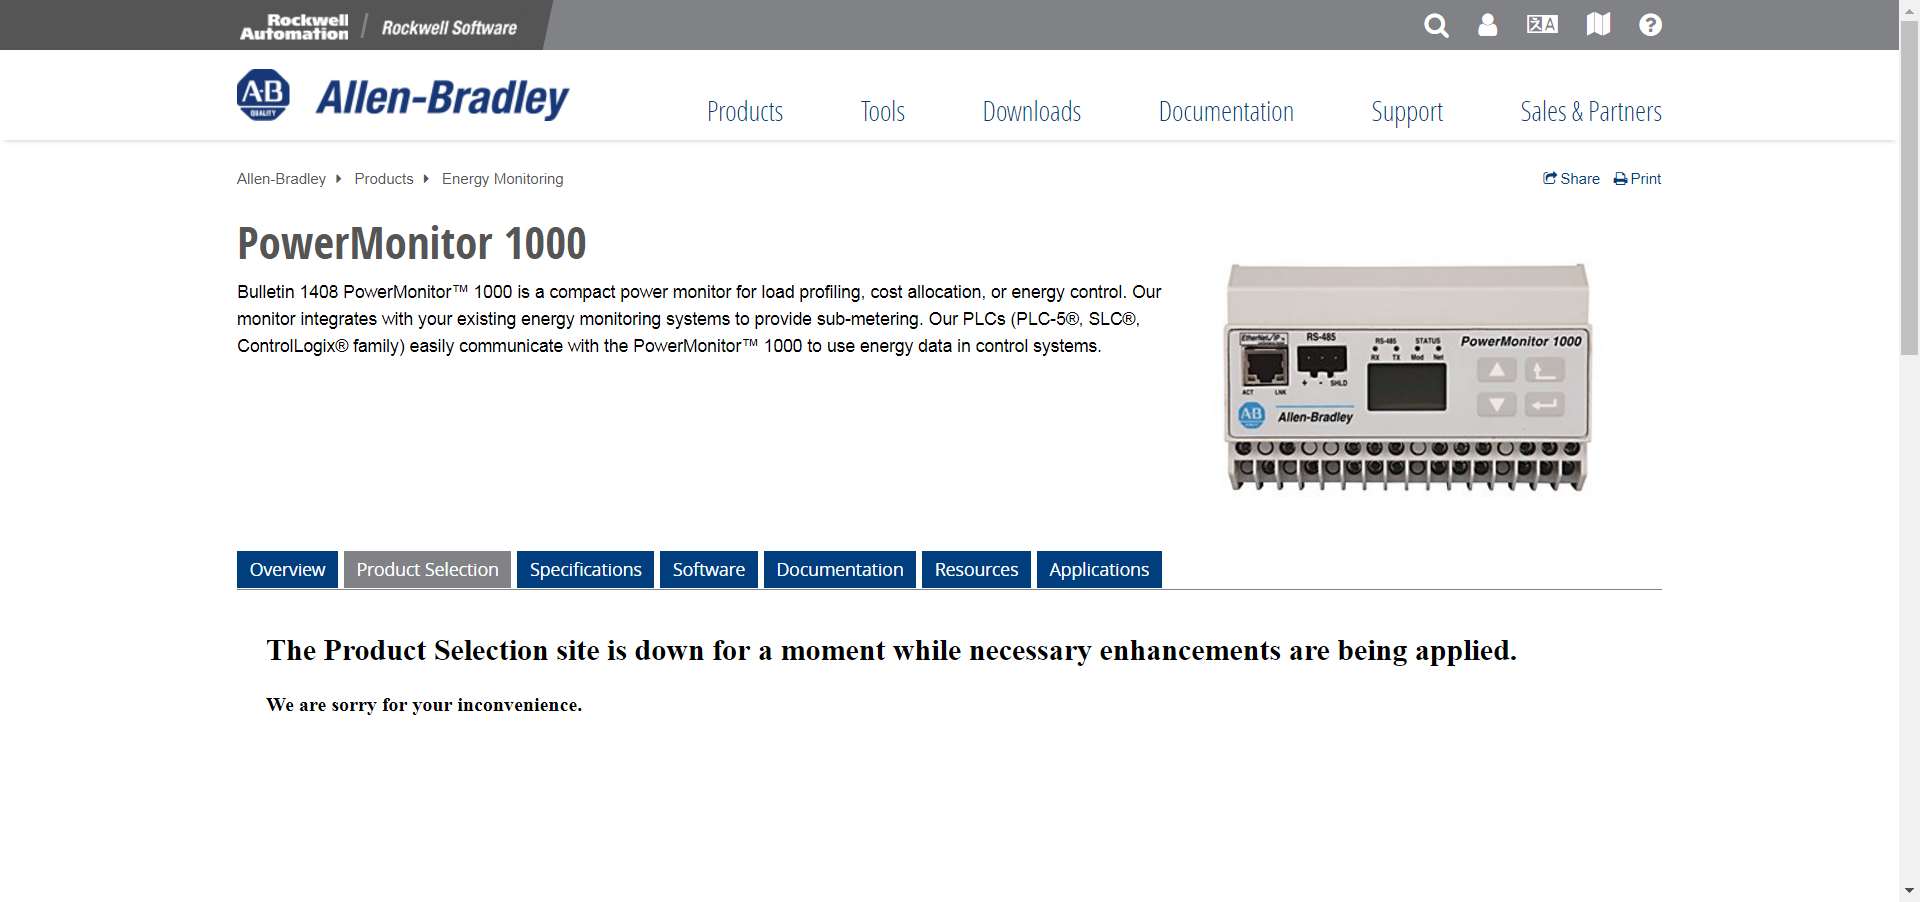 Rockwell Automation
Rockwell Software
A
AB QUALITY
Allen-Bradley
Products
Tools
Downloads
Documentation
Support
Sales & Partners
Allen-Bradley
Products
Energy Monitoring
Share
Print
PowerMonitor 1000
Bulletin 1408 PowerMonitor™ 1000 is a compact power monitor for load profiling, cost allocation, or energy control. Our
monitor integrates with your existing energy monitoring systems to provide sub-metering. Our PLCs (PLC-5®, SLC®,
ControlLogix® family) easily communicate with the PowerMonitor™ 1000 to use energy data in control systems.
EtherNet/IP
RS-485
RS-485
STATUS
PowerMonitor 1000
RX TX Mod Net
+ - SHLD
ACT LNK
AB
Allen-Bradley
Overview
Product Selection
Specifications
Software
Documentation
Resources
Applications
The Product Selection site is down for a moment while necessary enhancements are being applied.
We are sorry for your inconvenience.